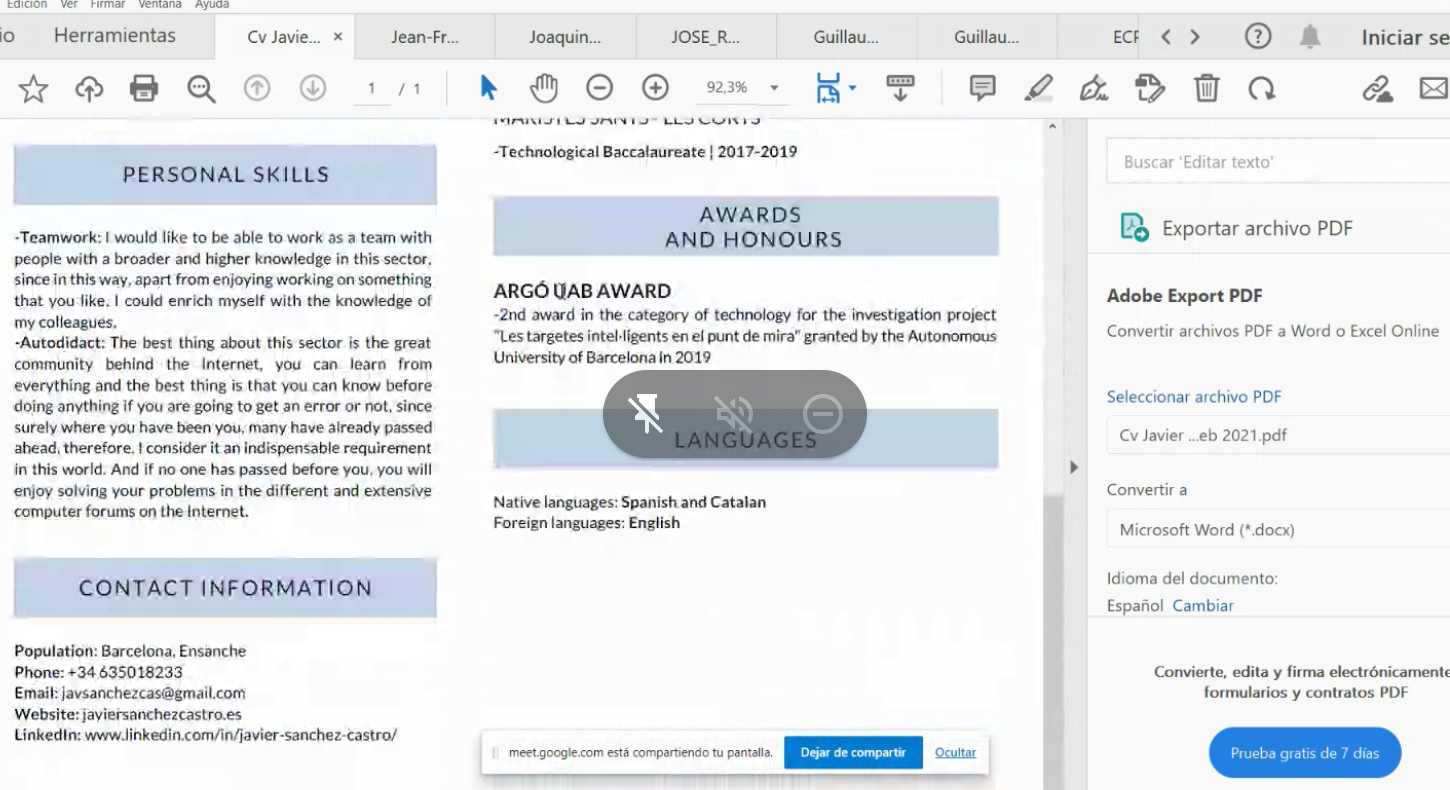 Edición Ver Firmar Ventana Ayuda
Herramientas
Cv Javie... ×
Jean-Fr...
Joaquin...
JOSE_R...
Guillau...
Guillau...
Iniciar se
1 / 1
92,3%
PERSONAL SKILLS
-Teamwork: I would like to be able to work as a team with
people with a broader and higher knowledge in this sector,
since in this way, apart from enjoying working on something
that you like, I could enrich myself with the knowledge of
my colleagues.
-Autodidact: The best thing about this sector is the great
community behind the Internet, you can learn from
everything and the best thing is that you can know before
doing anything if you are going to get an error or not, since
surely where you have been you, many have already passed
ahead, therefore, I consider it an indispensable requirement
in this world. And if no one has passed before you, you will
enjoy solving your problems in the different and extensive
computer forums on the Internet.
CONTACT INFORMATION
Population: Barcelona, Ensanche
Phone: +34 635018233
Email: javsanchezcas@gmail.com
Website: javiersanchezcastro.es
LinkedIn: www.linkedin.com/in/javier-sanchez-castro/
MARISTES SANTS - LES CORTS
-Technological Baccalaureate | 2017-2019
AWARDS
AND HONOURS
ARGÓ UAB AWARD
-2nd award in the category of technology for the investigation project
"Les targetes intel·ligents en el punt de mira" granted by the Autonomous
University of Barcelona in 2019
LANGUAGES
Native languages: Spanish and Catalan
Foreign languages: English
meet.google.com está compartiendo tu pantalla.
Dejar de compartir
Ocultar
Buscar 'Editar texto'
Exportar archivo PDF
Adobe Export PDF
Convertir archivos PDF a Word o Excel Online
Seleccionar archivo PDF
Cv Javier ...eb 2021.pdf
Convertir a
Microsoft Word (*.docx)
Idioma del documento:
Español Cambiar
Convierte, edita y firma electrónicamente
formularios y contratos PDF
Prueba gratis de 7 días